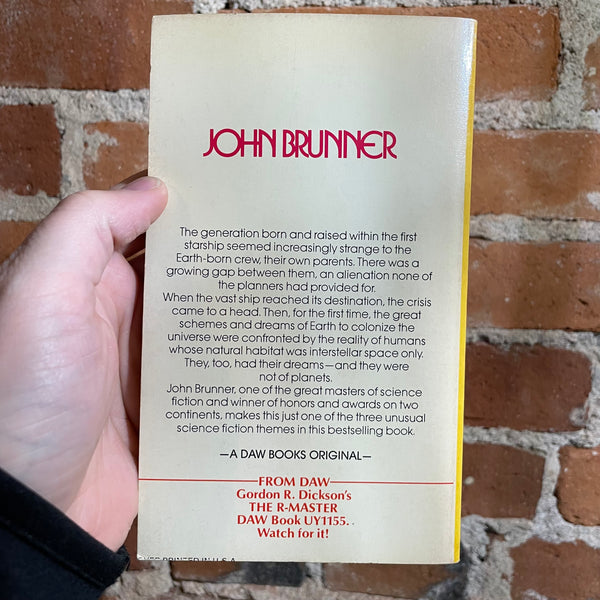 JOHN BRUNNER
The generation born and raised within the first
starship seemed increasingly strange to the
Earth-born crew, their own parents. There was a
growing gap between them, an alienation none of
the planners had provided for.
When the vast ship reached its destination, the crisis
came to a head. Then, for the first time, the great
schemes and dreams of Earth to colonize the
universe were confronted by the reality of humans
whose natural habitat was interstellar space only.
They, too, had their dreams—and they were
not of planets.
John Brunner, one of the great masters of science
fiction and winner of honors and awards on two
continents, makes this just one of the three unusual
science fiction themes in this bestselling book.
—A DAW BOOKS ORIGINAL—
FROM DAW
Gordon R. Dickson's
THE R-MASTER
DAW Book UY1155.
Watch for it!
PRINTED IN U.S.A.